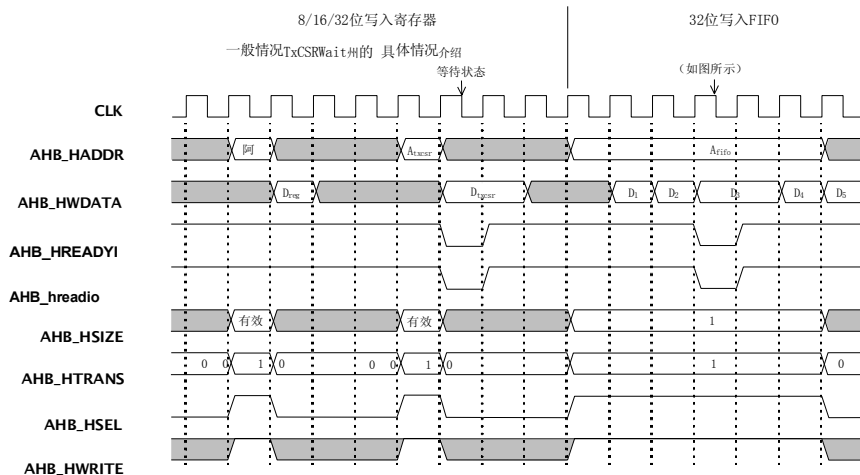 8/16/32位写入寄存器
32位写入FIFO
一般情况TxCSRWait州的 具体情况介绍
等待状态
(如图所示)
CLK
AHB_HADDR
阿
Atxcsr
Afifo
AHB_HWDATA
Dreg
Dtxcsr
D1
D2
D3
D4
D5
AHB_HREADYI
AHB_hreadio
AHB_HSIZE
有效
有效
1
AHB_HTRANS
0 0 1 0 0 0 1 0 1 0
AHB_HSEL
AHB_HWRITE